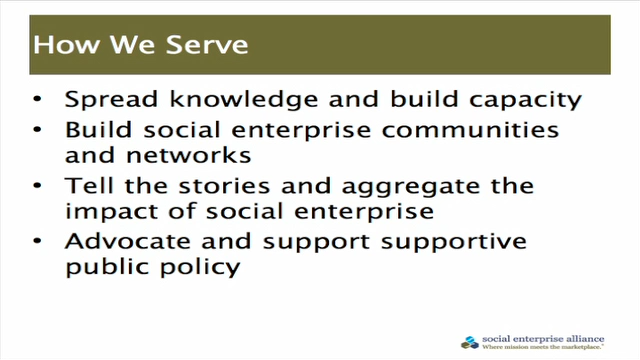 How We Serve
• Spread knowledge and build capacity
• Build social enterprise communities
and networks
• Tell the stories and aggregate the
impact of social enterprise
• Advocate and support supportive
public policy
social enterprise alliance
Where mission meets the marketplace.™